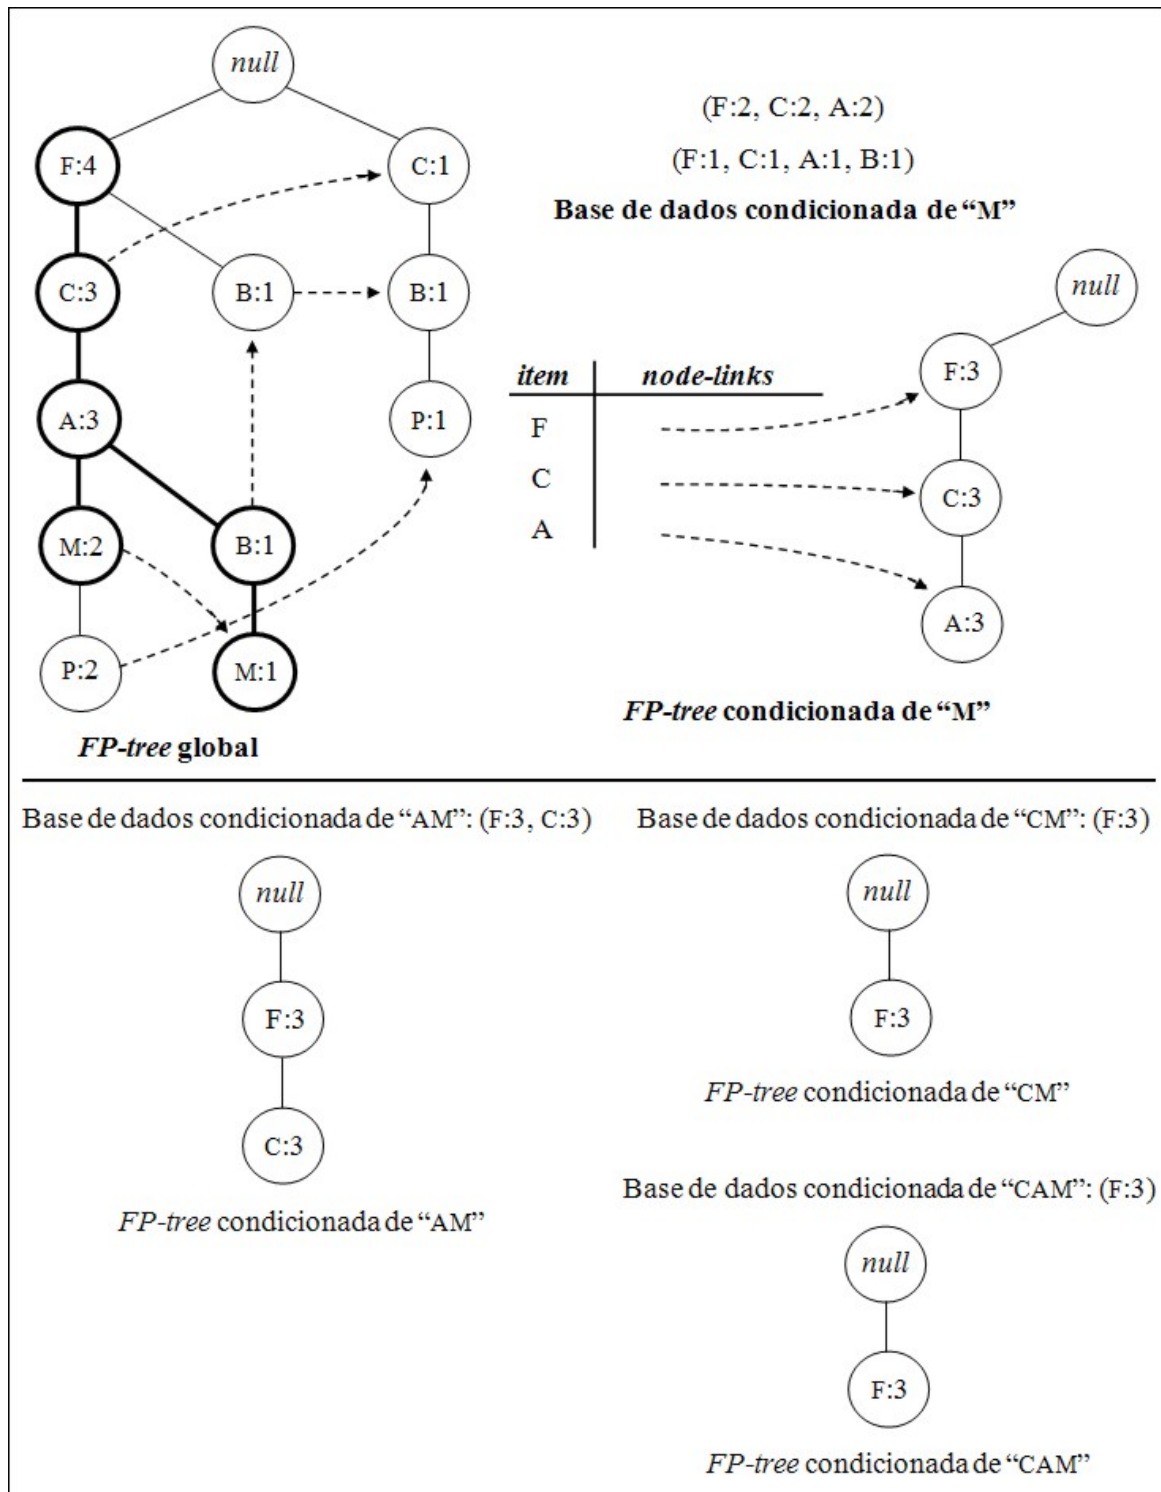 null
F:4
C:1
C:3
B:1
B:1
A:3
P:1
M:2
B:1
P:2
M:1
FP-tree global
(F:2, C:2, A:2)
(F:1, C:1, A:1, B:1)
Base de dados condicionada de “M”
item node-links
F
C
A
null
F:3
C:3
A:3
FP-tree condicionada de “M”
Base de dados condicionada de “AM”: (F:3, C:3)
null
F:3
C:3
FP-tree condicionada de “AM”
Base de dados condicionada de “CM”: (F:3)
null
F:3
FP-tree condicionada de “CM”
Base de dados condicionada de “CAM”: (F:3)
null
F:3
FP-tree condicionada de “CAM”